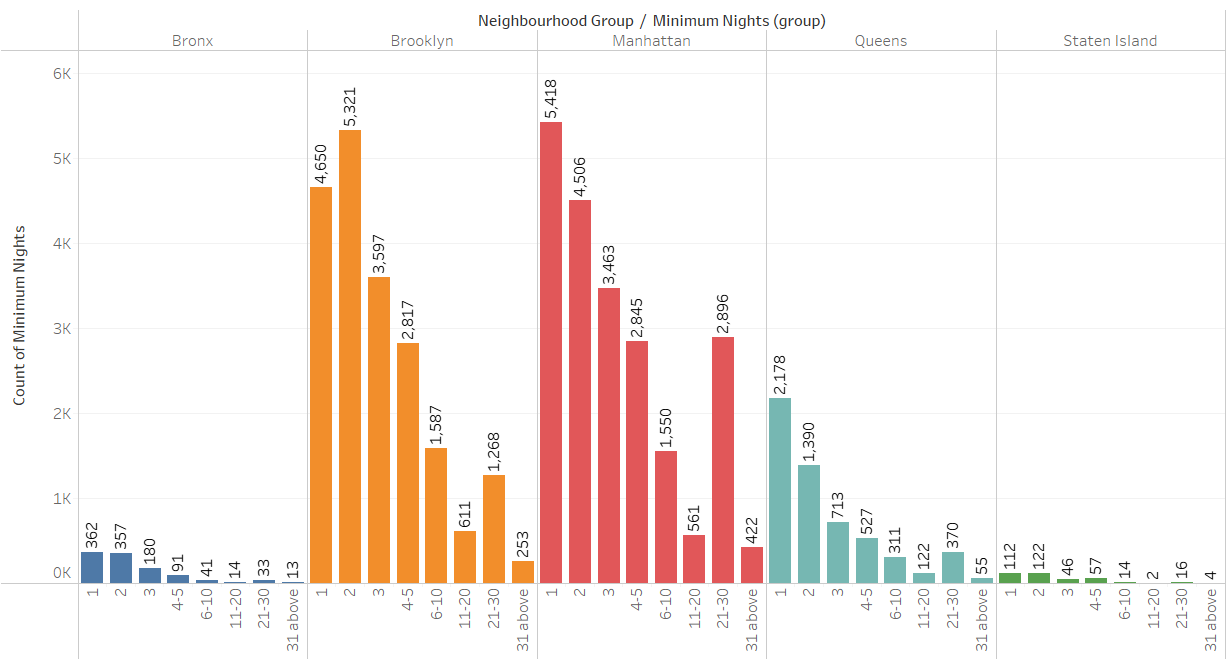 Neighbourhood Group / Minimum Nights (group)
Bronx Brooklyn Manhattan Queens Staten Island
Count of Minimum Nights
6K
5K
4K
3K
2K
1K
0K
362 357 180 91 41 14 33 13
4,650 5,321 3,597 2,817 1,587 611 1,268 253
5,418 4,506 3,463 2,845 1,550 561 2,896 422
2,178 1,390 713 527 311 122 370 55
112 122 46 57 14 2 16 4
1 2 3 4-5 6-10 11-20 21-30 31 above
1 2 3 4-5 6-10 11-20 21-30 31 above
1 2 3 4-5 6-10 11-20 21-30 31 above
1 2 3 4-5 6-10 11-20 21-30 31 above
1 2 3 4-5 6-10 11-20 21-30 31 above